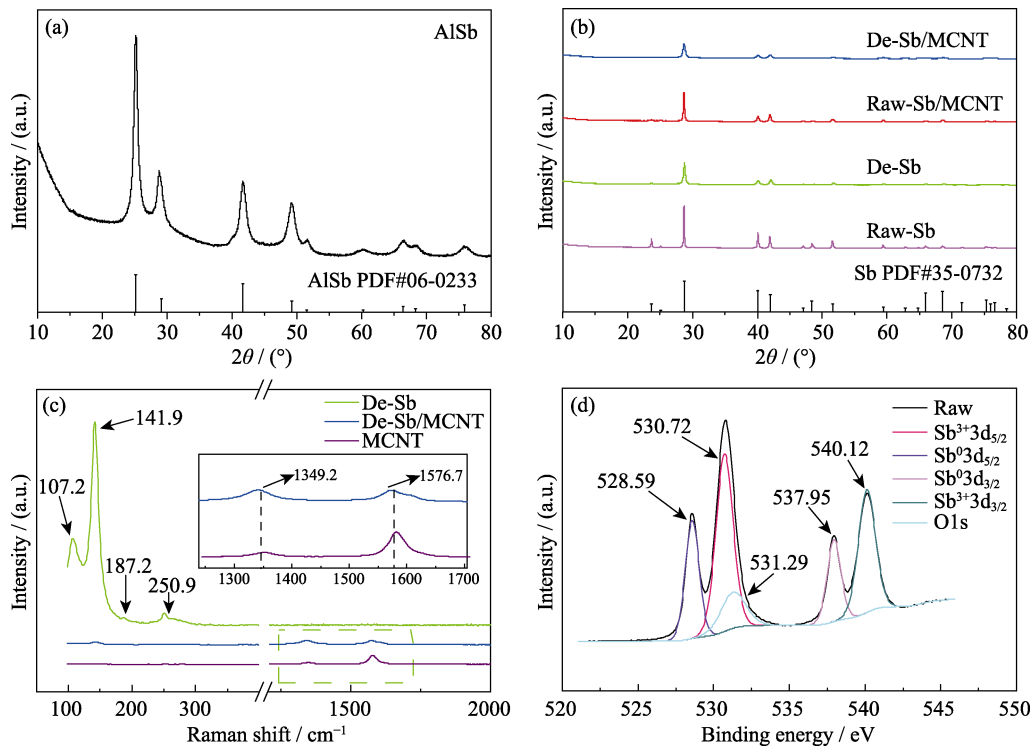 (a)
AlSb
Intensity / (a.u.)
AlSb PDF#06-0233
10 20 30 40 50 60 70 80
2θ / (°)
(b)
De-Sb/MCNT
Raw-Sb/MCNT
De-Sb
Raw-Sb
Intensity / (a.u.)
Sb PDF#35-0732
10 20 30 40 50 60 70 80
2θ / (°)
(c)
De-Sb
De-Sb/MCNT
MCNT
141.9
107.2
187.2
250.9
1349.2
1576.7
1300 1400 1500 1600 1700
Intensity / (a.u.)
100 200 300 1500 2000
Raman shift / cm⁻¹
(d)
Raw
Sb³⁺3d₅/₂
Sb⁰3d₅/₂
Sb⁰3d₃/₂
Sb³⁺3d₃/₂
O1s
530.72
528.59
540.12
537.95
531.29
Intensity / (a.u.)
520 525 530 535 540 545 550
Binding energy / eV